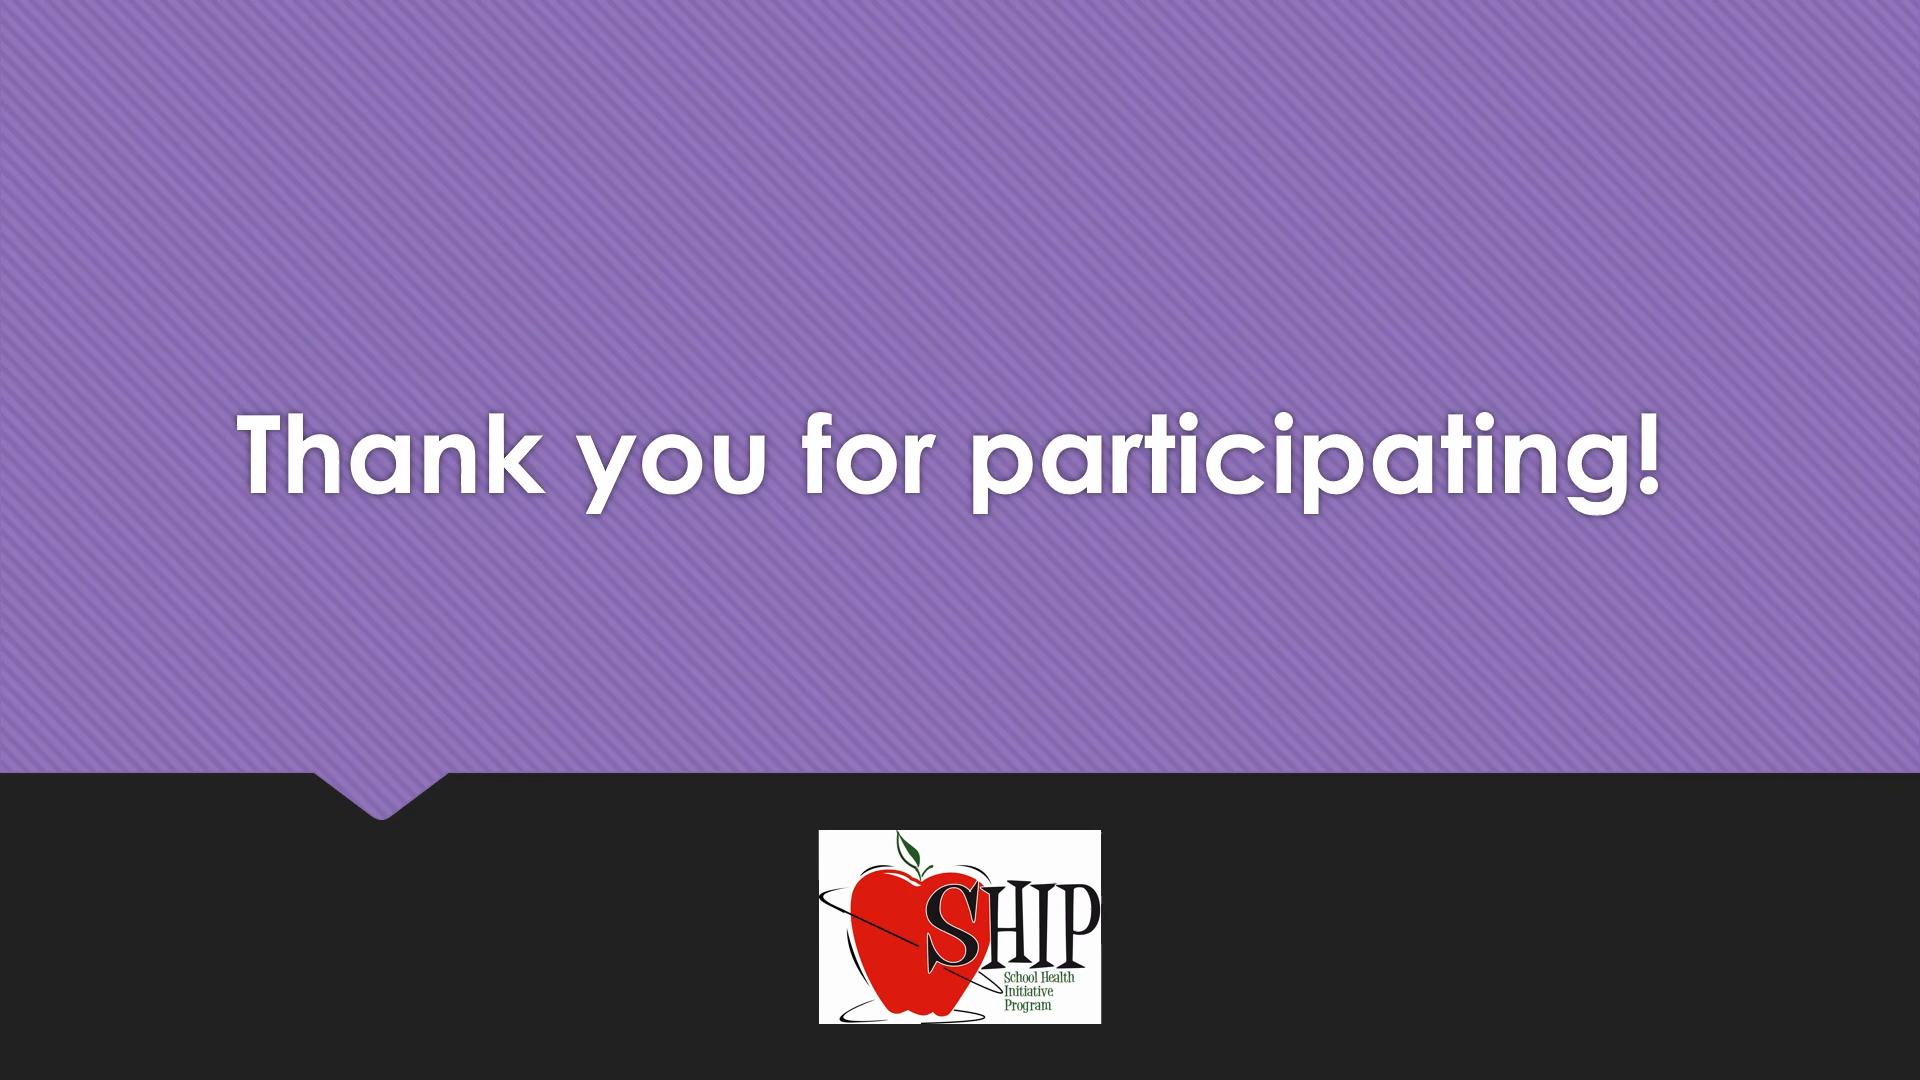 Thank you for participating!
SHIP
School Health
Initiative
Program